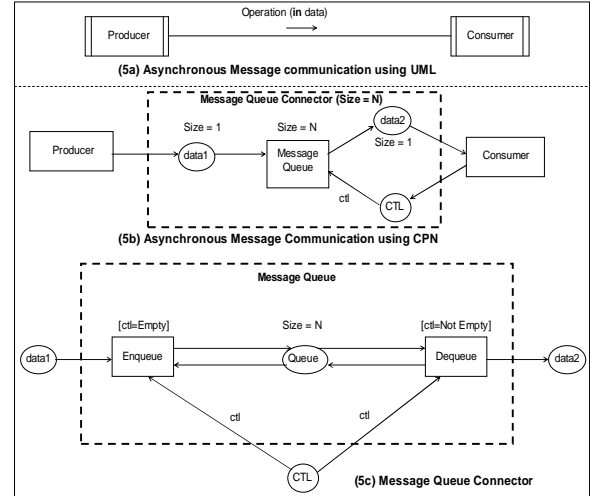 Operation (in data)
Producer
Consumer
(5a) Asynchronous Message communication using UML
Message Queue Connector (Size = N)
Size = 1
Size = N
data2
Size = 1
Producer
data1
Message
Queue
Consumer
ctl
CTL
(5b) Asynchronous Message Communication using CPN
Message Queue
[ctl=Empty]
Size = N
[ctl=Not Empty]
data1
Enqueue
Queue
Dequeue
data2
ctl
ctl
CTL
(5c) Message Queue Connector